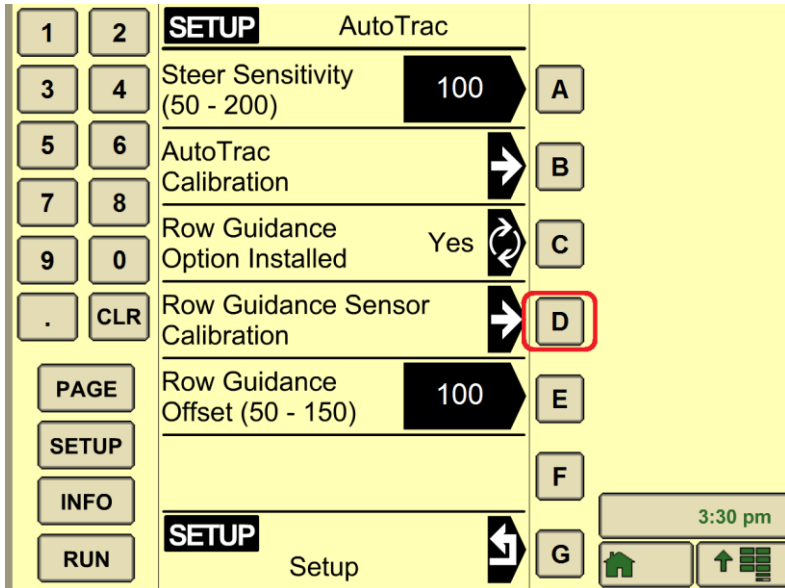 1 2
3 4
5 6
7 8
9 0
. CLR
PAGE
SETUP
INFO
RUN
SETUP AutoTrac
Steer Sensitivity
(50 - 200) 100
AutoTrac
Calibration
Row Guidance
Option Installed Yes
Row Guidance Sensor
Calibration
Row Guidance
Offset (50 - 150) 100
SETUP
Setup
A
B
C
D
E
F
G
3:30 pm